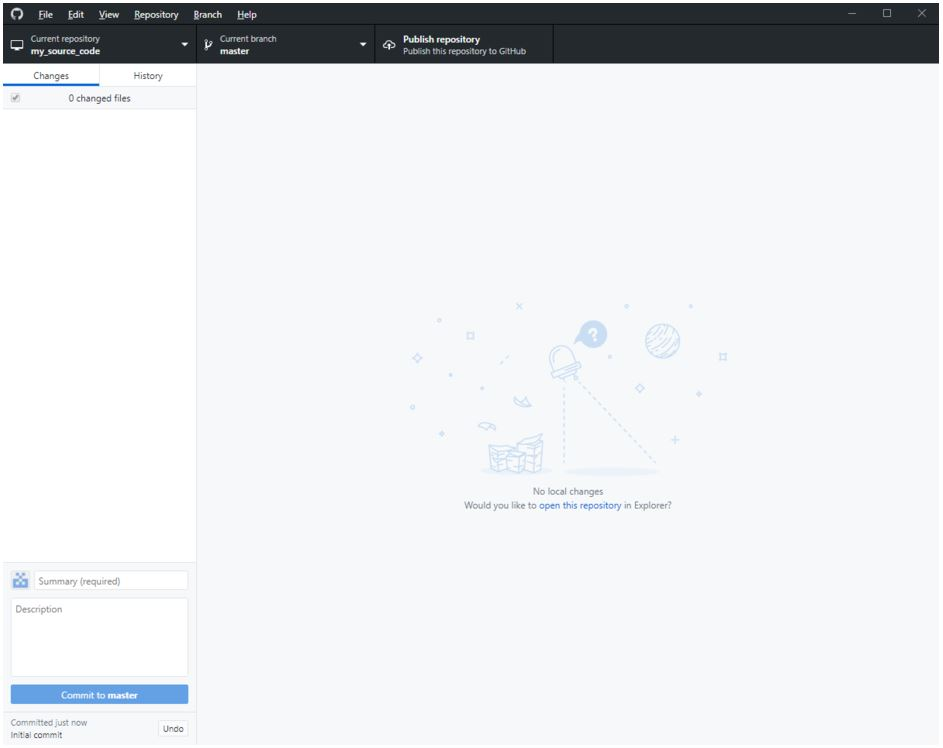 File Edit View Repository Branch Help
Current repository
my_source_code
Current branch
master
Publish repository
Publish this repository to GitHub
Changes History
0 changed files
?
No local changes
Would you like to open this repository in Explorer?
Summary (required)
Description
Commit to master
Committed just now
Initial commit
Undo